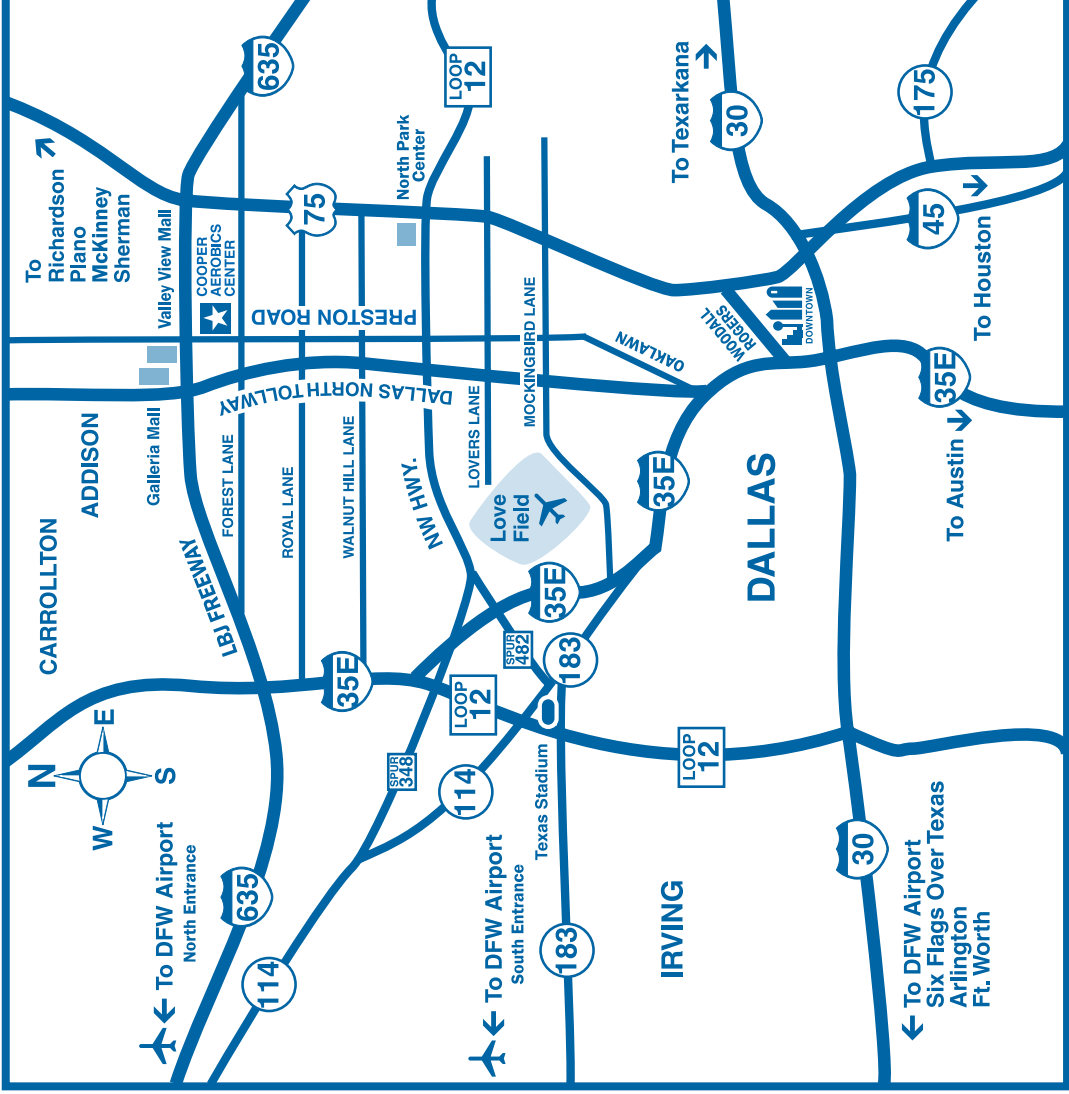 To
Richardson
Plano
McKinney
Sherman
635
LOOP
12
To Texarkana
30
175
North Park
Center
75
Valley View Mall
COOPER
AEROBICS
CENTER
PRESTON ROAD
45
To Houston
MOCKINGBIRD LANE
OAKLAWN
WOODALL
ROGERS
DOWNTOWN
35E
To Austin
DALLAS NORTH TOLLWAY
LOVERS LANE
Galleria Mall
ADDISON
CARROLLTON
FOREST LANE
ROYAL LANE
WALNUT HILL LANE
NW HWY.
Love
Field
35E
DALLAS
LBJ FREEWAY
35E
35E
SPUR
482
183
LOOP
12
LOOP
12
SPUR
348
114
Texas Stadium
N
E
S
W
To DFW Airport
North Entrance
635
114
To DFW Airport
South Entrance
183
IRVING
30
To DFW Airport
Six Flags Over Texas
Arlington
Ft. Worth